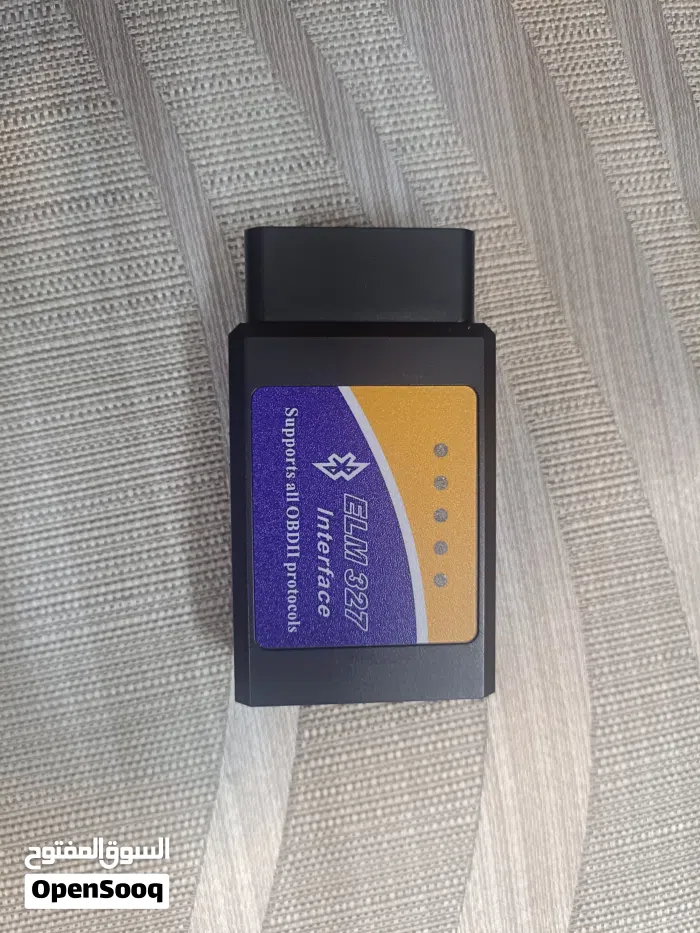 ELM 327
Interface
Supports all OBDII protocols
السوق المفتوح
OpenSooq